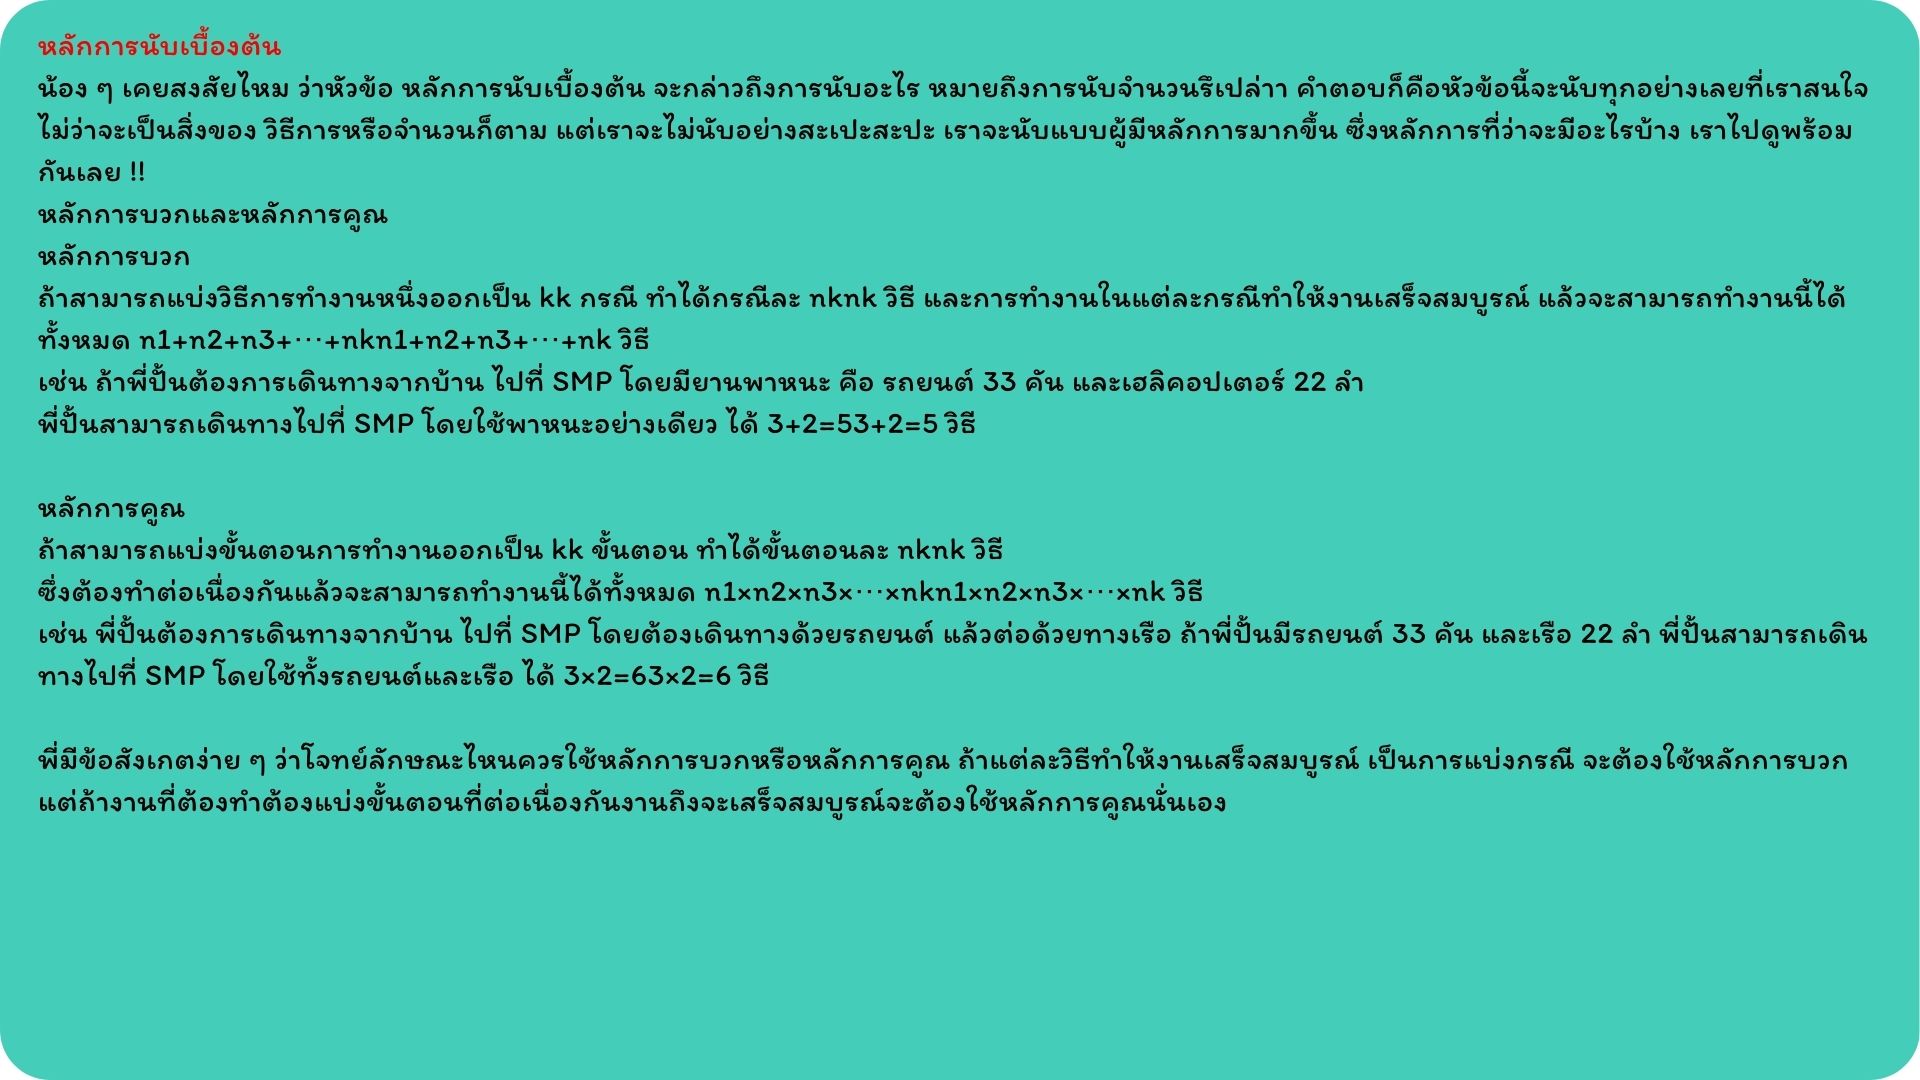 หลักการนับเบื้องต้น
น้อง ๆ เคยสงสัยไหม ว่าหัวข้อ หลักการนับเบื้องต้น จะกล่าวถึงการนับอะไร หมายถึงการนับจำนวนรึเปล่าา คำตอบก็คือหัวข้อนี้จะนับทุกอย่างเลยที่เราสนใจ
ไม่ว่าจะเป็นสิ่งของ วิธีการหรือจำนวนก็ตาม แต่เราจะไม่นับอย่างสะเปะสะปะ เราจะนับแบบผู้มีหลักการมากขึ้น ซึ่งหลักการที่ว่าจะมีอะไรบ้าง เราไปดูพร้อม
กันเลย !!
หลักการบวกและหลักการคูณ
หลักการบวก
ถ้าสามารถแบ่งวิธีการทำงานหนึ่งออกเป็น kk กรณี ทำได้กรณีละ nknk วิธี และการทำงานในแต่ละกรณีทำให้งานเสร็จสมบูรณ์ แล้วจะสามารถทำงานนี้ได้
ทั้งหมด n1+n2+n3+⋯+nkn1+n2+n3+⋯+nk วิธี
เช่น ถ้าพี่ปั้นต้องการเดินทางจากบ้าน ไปที่ SMP โดยมียานพาหนะ คือ รถยนต์ 33 คัน และเฮลิคอปเตอร์ 22 ลำ
พี่ปั้นสามารถเดินทางไปที่ SMP โดยใช้พาหนะอย่างเดียว ได้ 3+2=53+2=5 วิธี
หลักการคูณ
ถ้าสามารถแบ่งขั้นตอนการทำงานออกเป็น kk ขั้นตอน ทำได้ขั้นตอนละ nknk วิธี
ซึ่งต้องทำต่อเนื่องกันแล้วจะสามารถทำงานนี้ได้ทั้งหมด n1×n2×n3×⋯×nkn1×n2×n3×⋯×nk วิธี
เช่น พี่ปั้นต้องการเดินทางจากบ้าน ไปที่ SMP โดยต้องเดินทางด้วยรถยนต์ แล้วต่อด้วยทางเรือ ถ้าพี่ปั้นมีรถยนต์ 33 คัน และเรือ 22 ลำ พี่ปั้นสามารถเดิน
ทางไปที่ SMP โดยใช้ทั้งรถยนต์และเรือ ได้ 3×2=63×2=6 วิธี
พี่มีข้อสังเกตง่าย ๆ ว่าโจทย์ลักษณะไหนควรใช้หลักการบวกหรือหลักการคูณ ถ้าแต่ละวิธีทำให้งานเสร็จสมบูรณ์ เป็นการแบ่งกรณี จะต้องใช้หลักการบวก
แต่ถ้างานที่ต้องทำต้องแบ่งขั้นตอนที่ต่อเนื่องกันงานถึงจะเสร็จสมบูรณ์จะต้องใช้หลักการคูณนั่นเอง